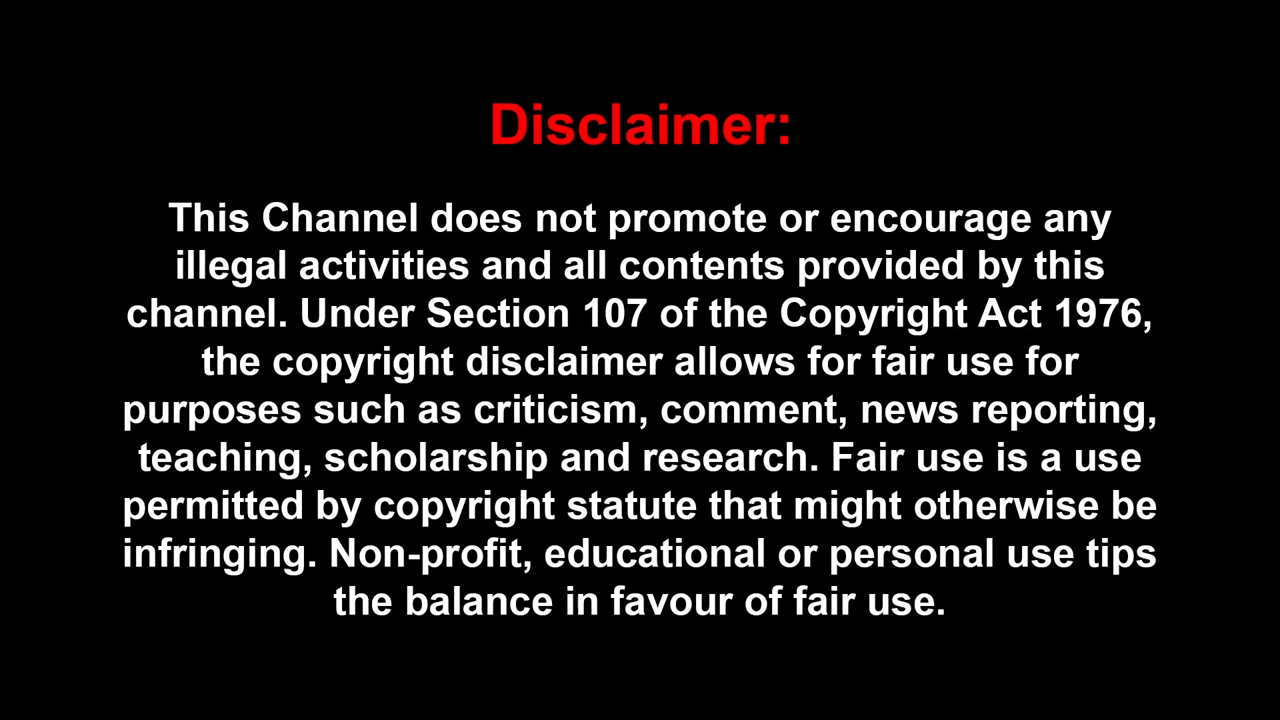 Disclaimer:
This Channel does not promote or encourage any
illegal activities and all contents provided by this
channel. Under Section 107 of the Copyright Act 1976,
the copyright disclaimer allows for fair use for
purposes such as criticism, comment, news reporting,
teaching, scholarship and research. Fair use is a use
permitted by copyright statute that might otherwise be
infringing. Non-profit, educational or personal use tips
the balance in favour of fair use.